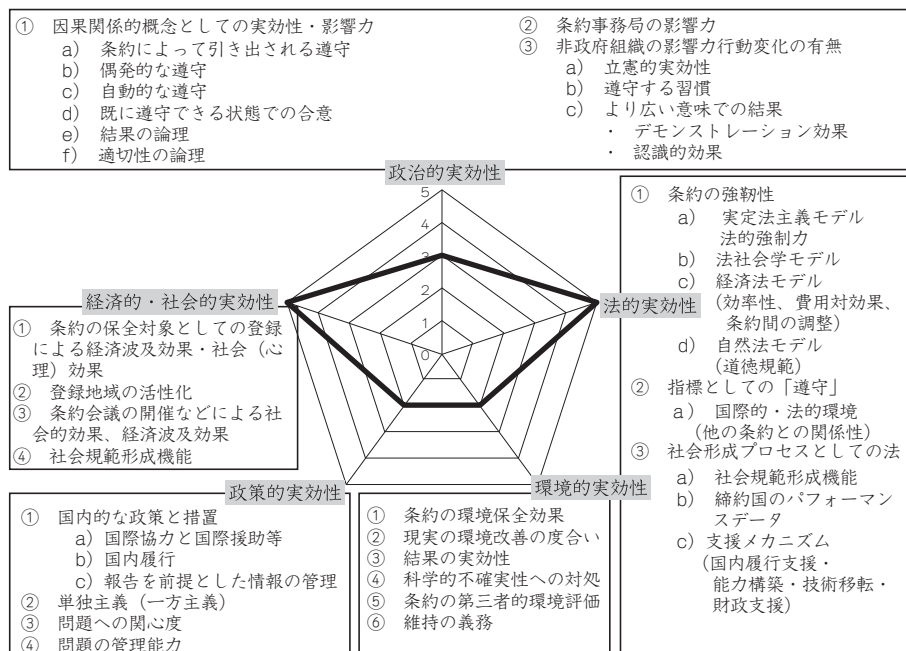 ① 因果関係的概念としての実効性・影響力
a) 条約によって引き出される遵守
b) 偶発的な遵守
c) 自動的な遵守
d) 既に遵守できる状態での合意
e) 結果の論理
f) 適切性の論理
② 条約事務局の影響力
③ 非政府組織の影響力行動変化の有無
a) 立憲的実効性
b) 遵守する習慣
c) より広い意味での結果
・ デモンストレーション効果
・ 認識的効果
政治的実効性
5
4
3
2
1
0
経済的・社会的実効性
① 条約の保全対象としての登録
による経済波及効果・社会（心
理）効果
② 登録地域の活性化
③ 条約会議の開催などによる社
会的効果、経済波及効果
④ 社会規範形成機能
法的実効性
① 条約の強靭性
a) 実定法主義モデル
法的強制力
b) 法社会学モデル
c) 経済法モデル
(効率性、費用対効果、
条約間の調整)
d) 自然法モデル
(道徳規範)
② 指標としての「遵守」
a) 国際的・法的環境
(他の条約との関係性)
③ 社会形成プロセスとしての法
a) 社会規範形成機能
b) 締約国のパフォーマン
スデータ
c) 支援メカニズム
(国内履行支援・
能力構築・技術移転・
財政支援)
政策的実効性
① 国内的な政策と措置
a) 国際協力と国際援助等
b) 国内履行
c) 報告を前提とした情報の管理
② 単独主義（一方主義）
③ 問題への関心度
④ 問題の管理能力
環境的実効性
① 条約の環境保全効果
② 現実の環境改善の度合い
③ 結果の実効性
④ 科学的不確実性への対処
⑤ 条約の第三者的環境評価
⑥ 維持の義務